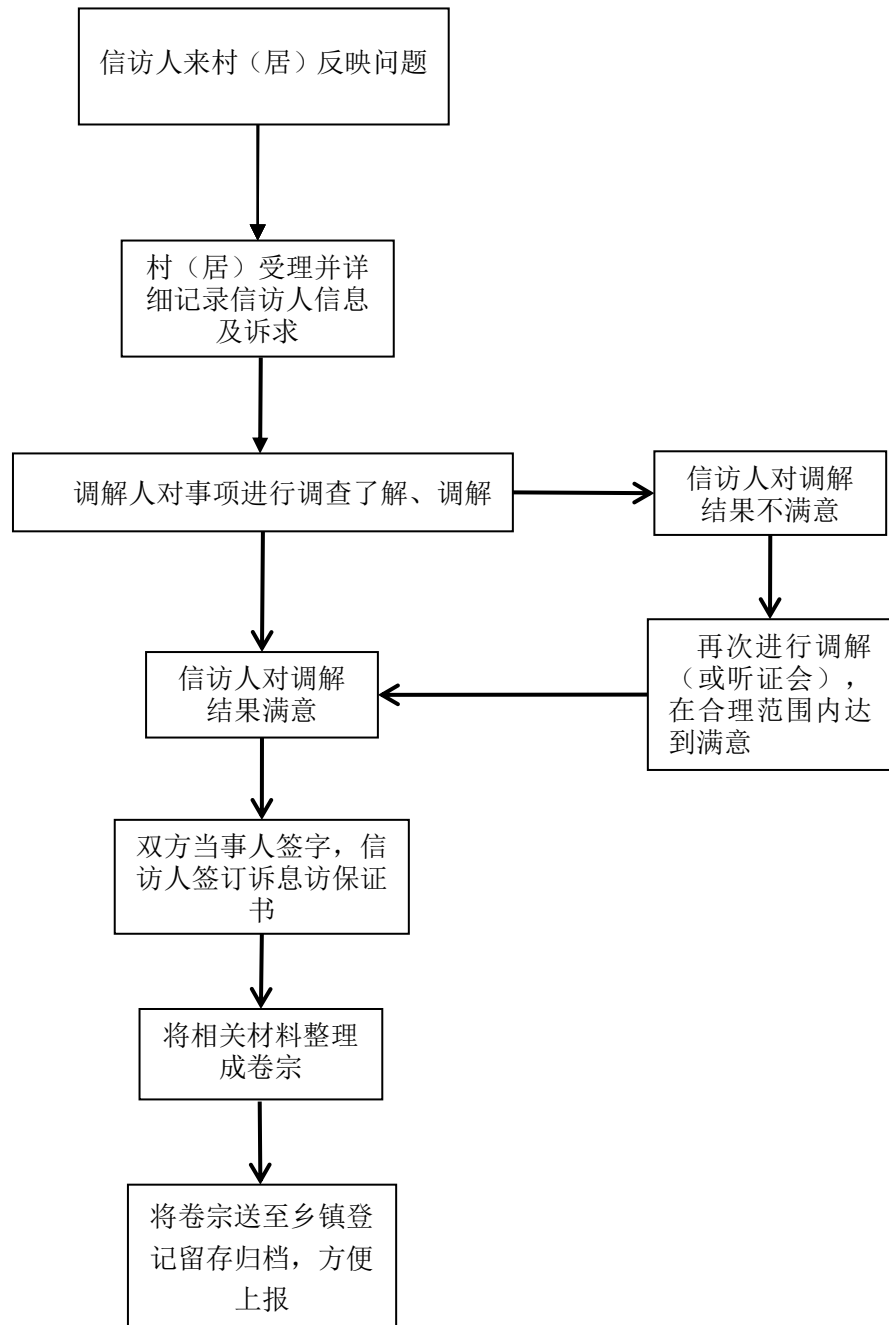 信访人来村（居）反映问题
村（居）受理并详
细记录信访人信息
及诉求
调解人对事项进行调查了解、调解
信访人对调解
结果不满意
再次进行调解
（或听证会），
在合理范围内达
到满意
信访人对调解
结果满意
双方当事人签字，信
访人签订诉息访保证
书
将相关材料整理
成卷宗
将卷宗送至乡镇登
记留存归档，方便
上报